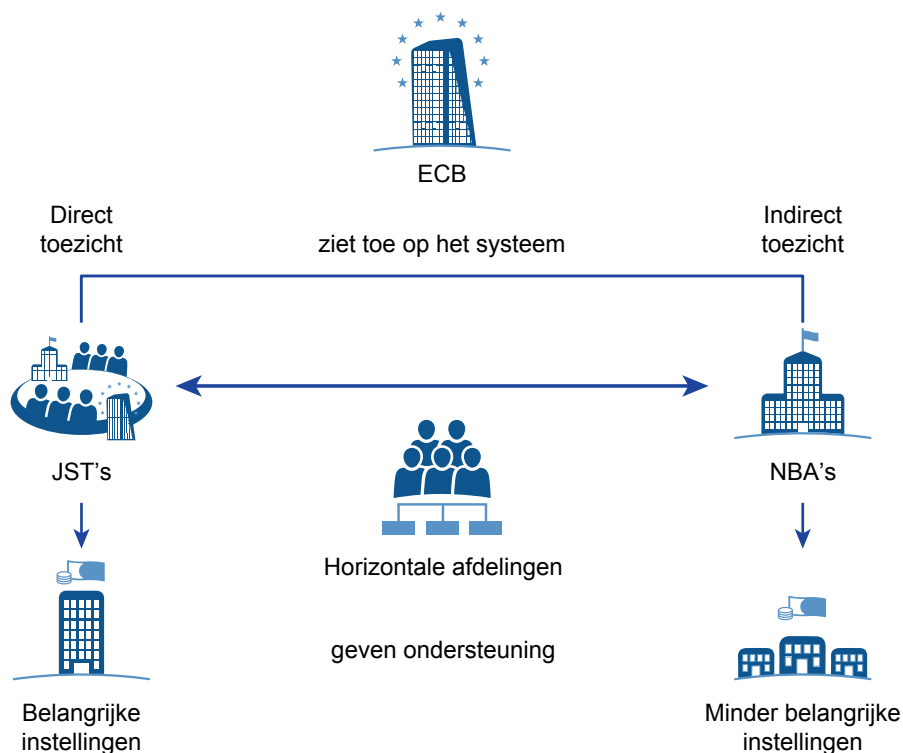 ECB
Direct
toezicht
ziet toe op het systeem
Indirect
toezicht
JST's
NBA's
Horizontale afdelingen
geven ondersteuning
Belangrijke
instellingen
Minder belangrijke
instellingen